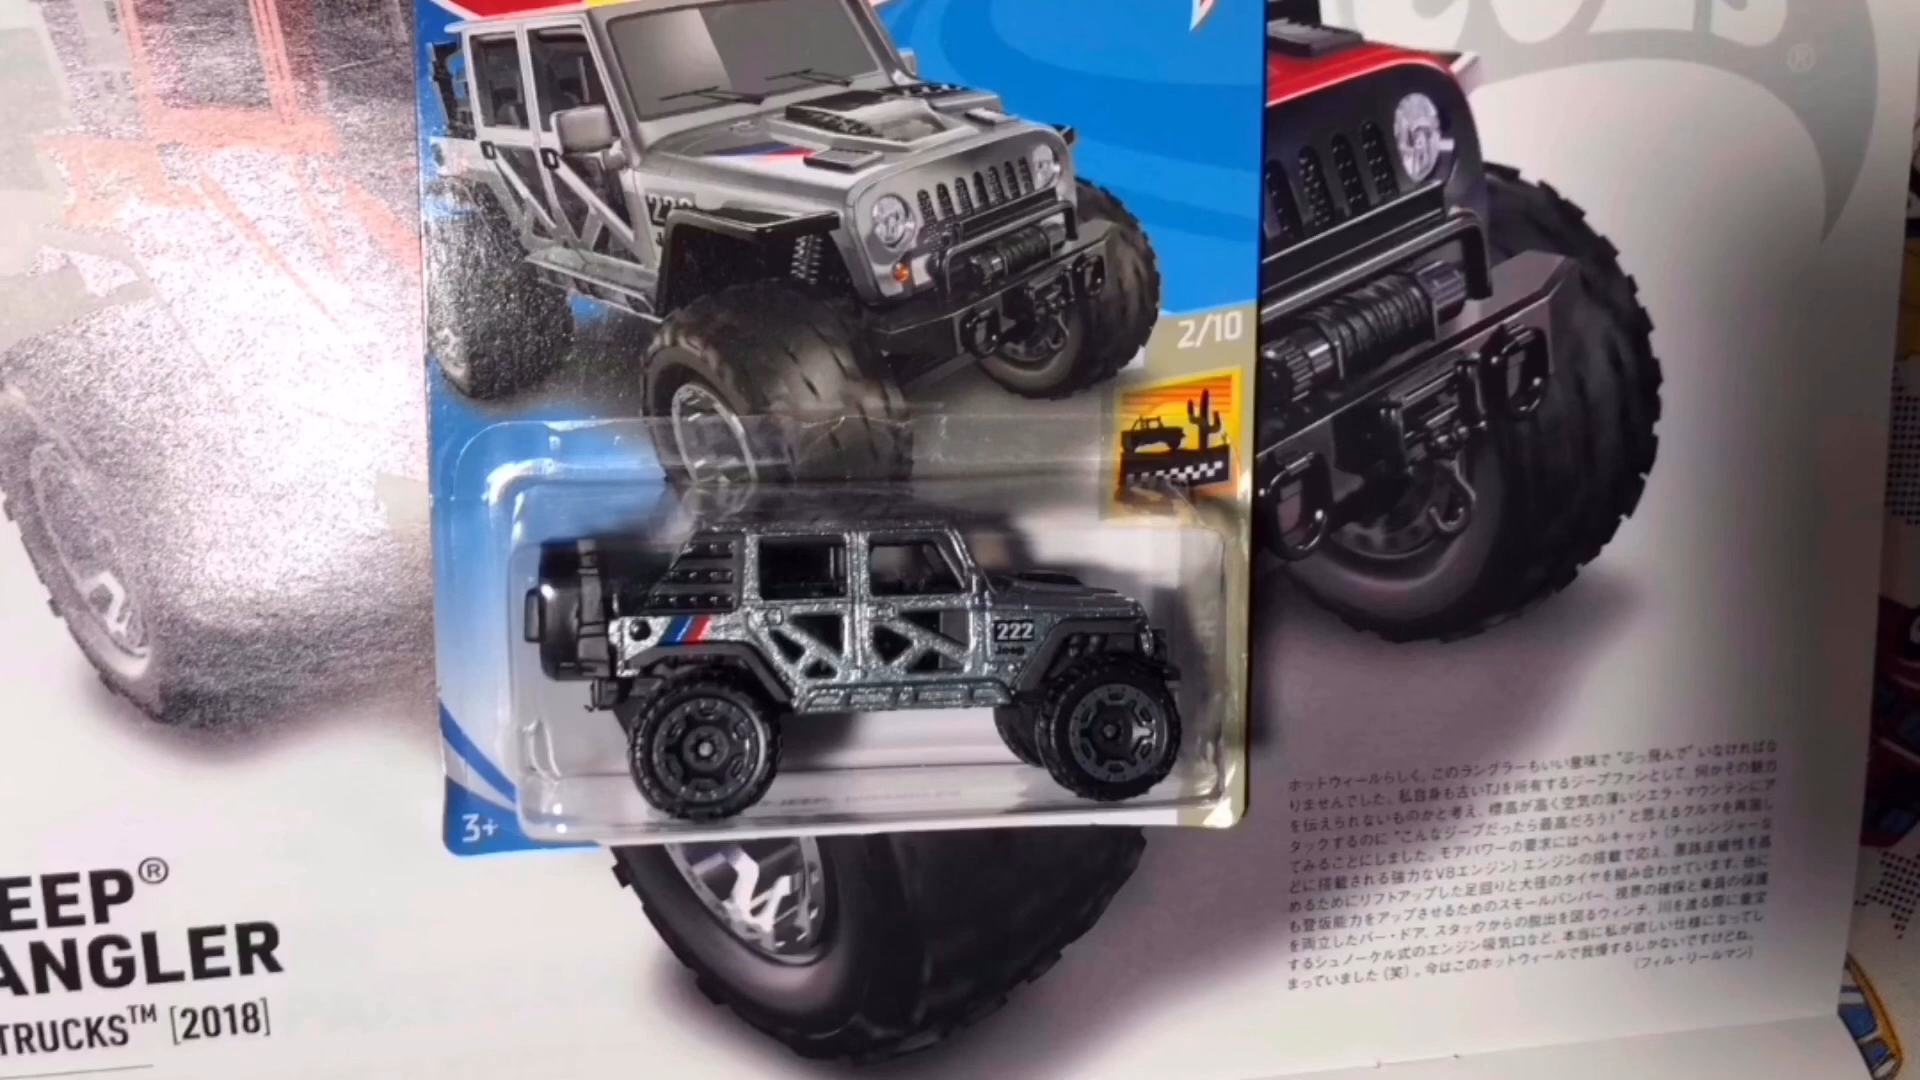 2/10
222
222
Jeep
3+
EEP®
ANGLER
TRUCKS™ [2018]
ホットウィールらしく、このラングラーもいい意味で“ぶっ飛んで”いなければな
りませんでした。私自身も古いTJを所有するジープファンとして、何かその魅力
を伝えられないものかと考え、標高が高く空気の薄いシエラ・マウンテンにア
タックするのに“こんなジープだったら最高だろう！”と思えるクルマを再現し
てみることにしました。モアパワーの要求にはヘルキャット（チャレンジャーな
どに搭載される強力なV8エンジン）エンジンの搭載で応え、悪路走破性を高
めるためにリフトアップした足回りと大径のタイヤを組み合わせています。他に
も登坂能力をアップさせるためのスモールバンパー、視界の確保と乗員の保護
を両立したバー・ドア、スタックからの脱出を図るウィンチ、川を渡る際に重宝
するシュノーケル式のエンジン吸気口など、本当に私が欲しい仕様になってし
まっていました（笑）。今はこのホットウィールで我慢するしかないですけどね。
（フィル・リールマン）